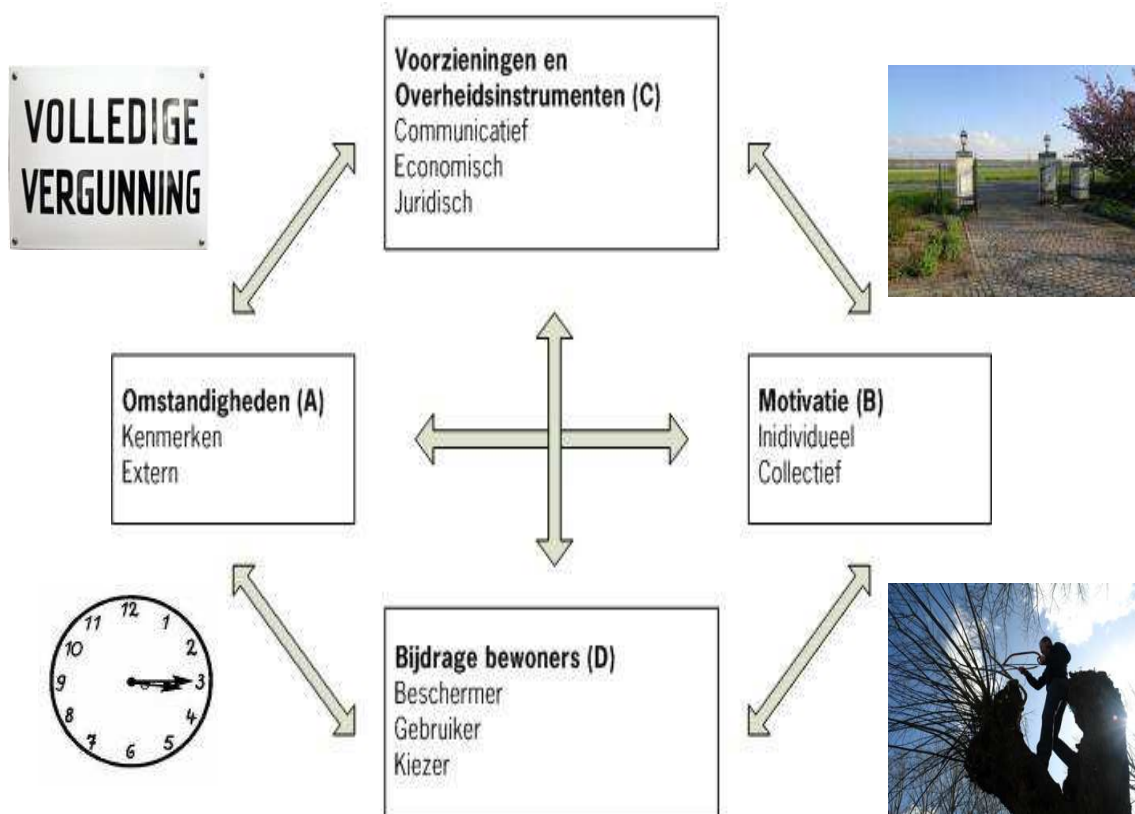 VOLLEDIGE
VERGUNNING
Voorzieningen en
Overheidsinstrumenten (C)
Communicatief
Economisch
Juridisch
Omstandigheden (A)
Kenmerken
Extern
Motivatie (B)
Inidividueel
Collectief
12
11 1
10 2
9 3
8 4
7 5
6
Bijdrage bewoners (D)
Beschermer
Gebruiker
Kiezer